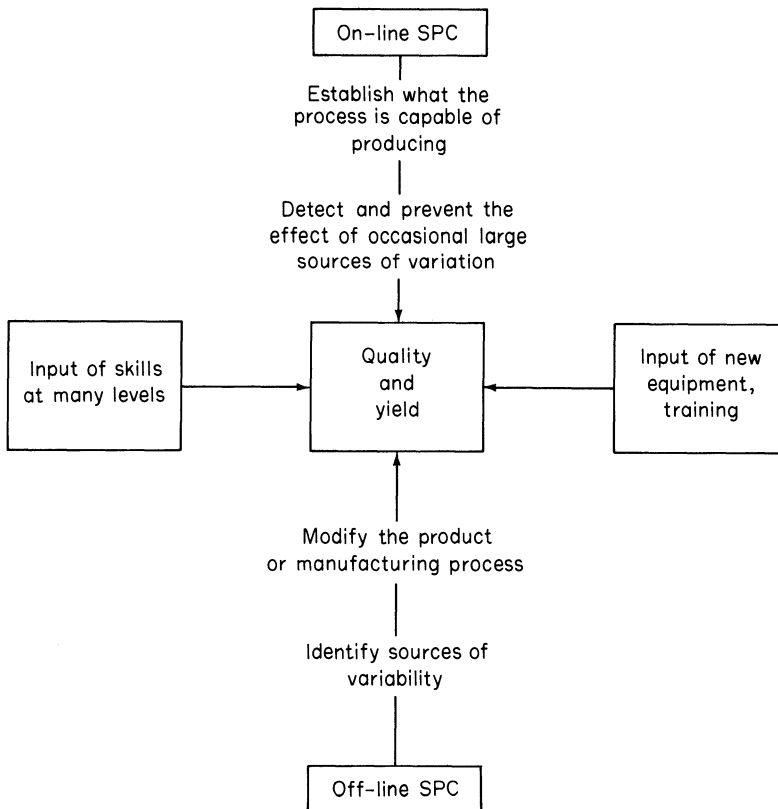 On-line SPC
Establish what the
process is capable of
producing
Detect and prevent the
effect of occasional large
sources of variation
Input of skills
at many levels
Quality
and
yield
Input of new
equipment,
training
Modify the product
or manufacturing process
Identify sources of
variability
Off-line SPC